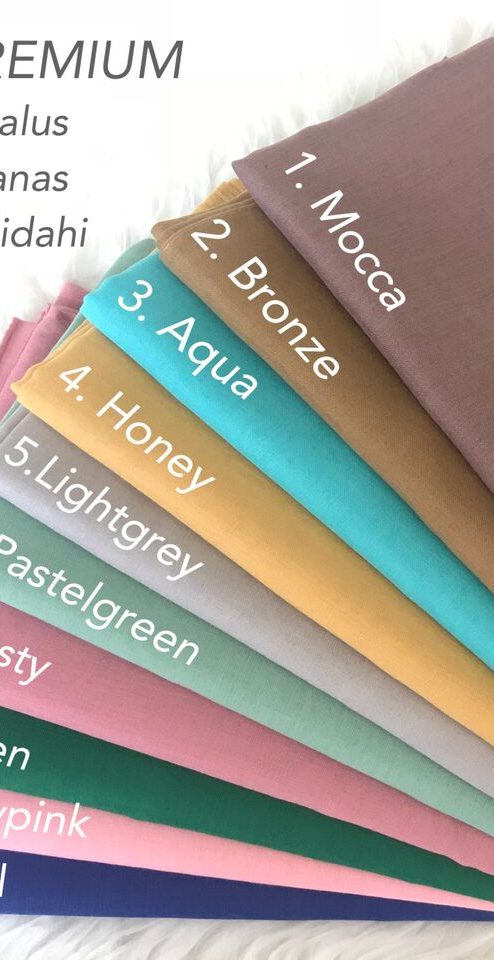 REMIUM
alus
anas
idahi
1. Mocca
2. Bronze
3. Aqua
4. Honey
5.Lightgrey
Pastelgreen
sty
en
ypink
l